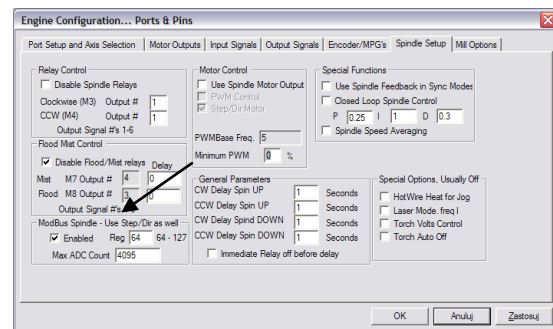 Engine Configuration... Ports & Pins
Port Setup and Axis Selection Motor Outputs Input Signals Output Signals Encoder/MPG's Spindle Setup Mill Options
Relay Control
Disable Spindle Relays
Clockwise (M3) Output # 1
CCW (M4) Output # 1
Output Signal #'s 1-6
Flood Mist Control
Disable Flood/Mist relays Delay
Mist M7 Output # 4 0
Flood M8 Output # 3 0
Output Signal #'s
ModBus Spindle - Use Step/Dir as well
Enabled Reg 64 64 - 127
Max ADC Count 4095
Motor Control
Use Spindle Motor Output
PWM Control
Step/Dir Motor
PWMBase Freq. 5
Minimum PWM 0 %
General Parameters
CW Delay Spin UP 1 Seconds
CCW Delay Spin UP 1 Seconds
CW Delay Spind DOWN 1 Seconds
CCW Delay Spin DOWN 1 Seconds
Immediate Relay off before delay
Special Functions
Use Spindle Feedback in Sync Modes
Closed Loop Spindle Control
P 0.25 I 1 D 0.3
Spindle Speed Averaging
Special Options, Usually Off
HotWire Heat for Jog
Laser Mode. freq I
Torch Volts Control
Torch Auto Off
OK Anuluj Zastosuj